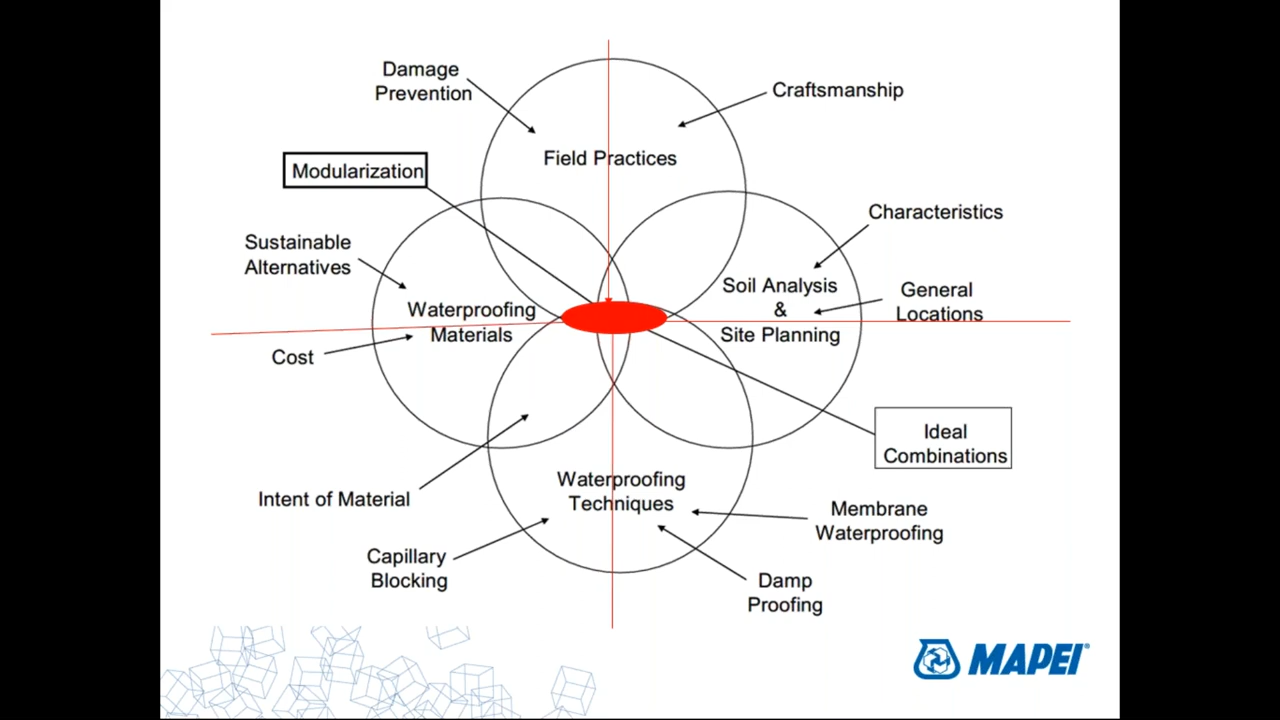 Damage
Prevention
Craftsmanship
Field Practices
Modularization
Characteristics
Sustainable
Alternatives
Soil Analysis
&
Site Planning
General
Locations
Waterproofing
Materials
Cost
Ideal
Combinations
Intent of Material
Waterproofing
Techniques
Membrane
Waterproofing
Capillary
Blocking
Damp
Proofing
MAPEI®